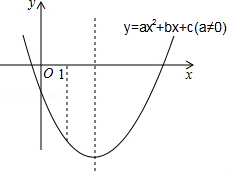 y
y=ax²+bx+c(a≠0)
O 1 x